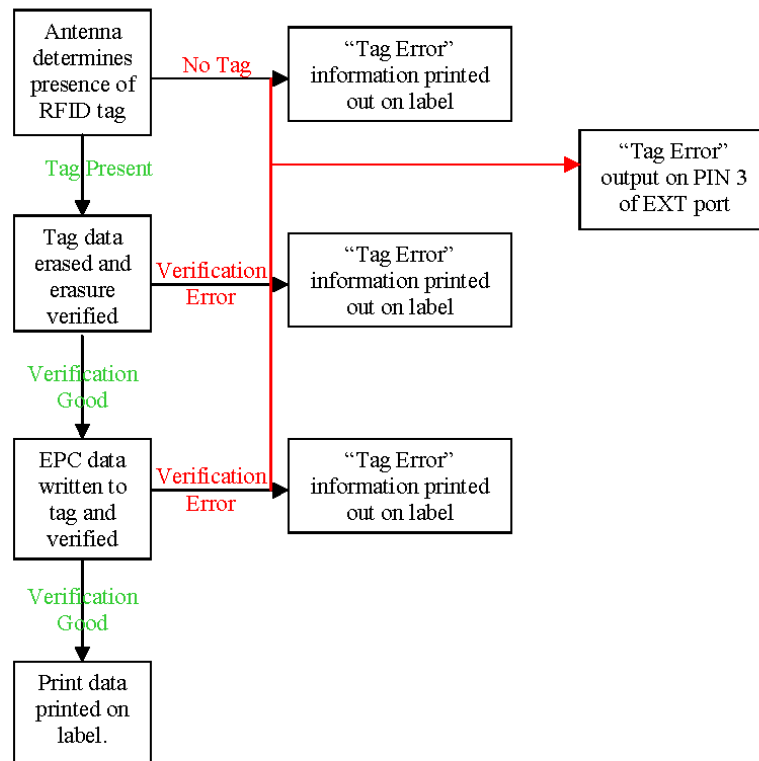 Antenna
determines
presence of
RFID tag
No Tag
“Tag Error”
information printed
out on label
“Tag Error”
output on PIN 3
of EXT port
Tag Present
Tag data
erased and
erasure
verified
Verification
Error
“Tag Error”
information printed
out on label
Verification
Good
EPC data
written to
tag and
verified
Verification
Error
“Tag Error”
information printed
out on label
Verification
Good
Print data
printed on
label.